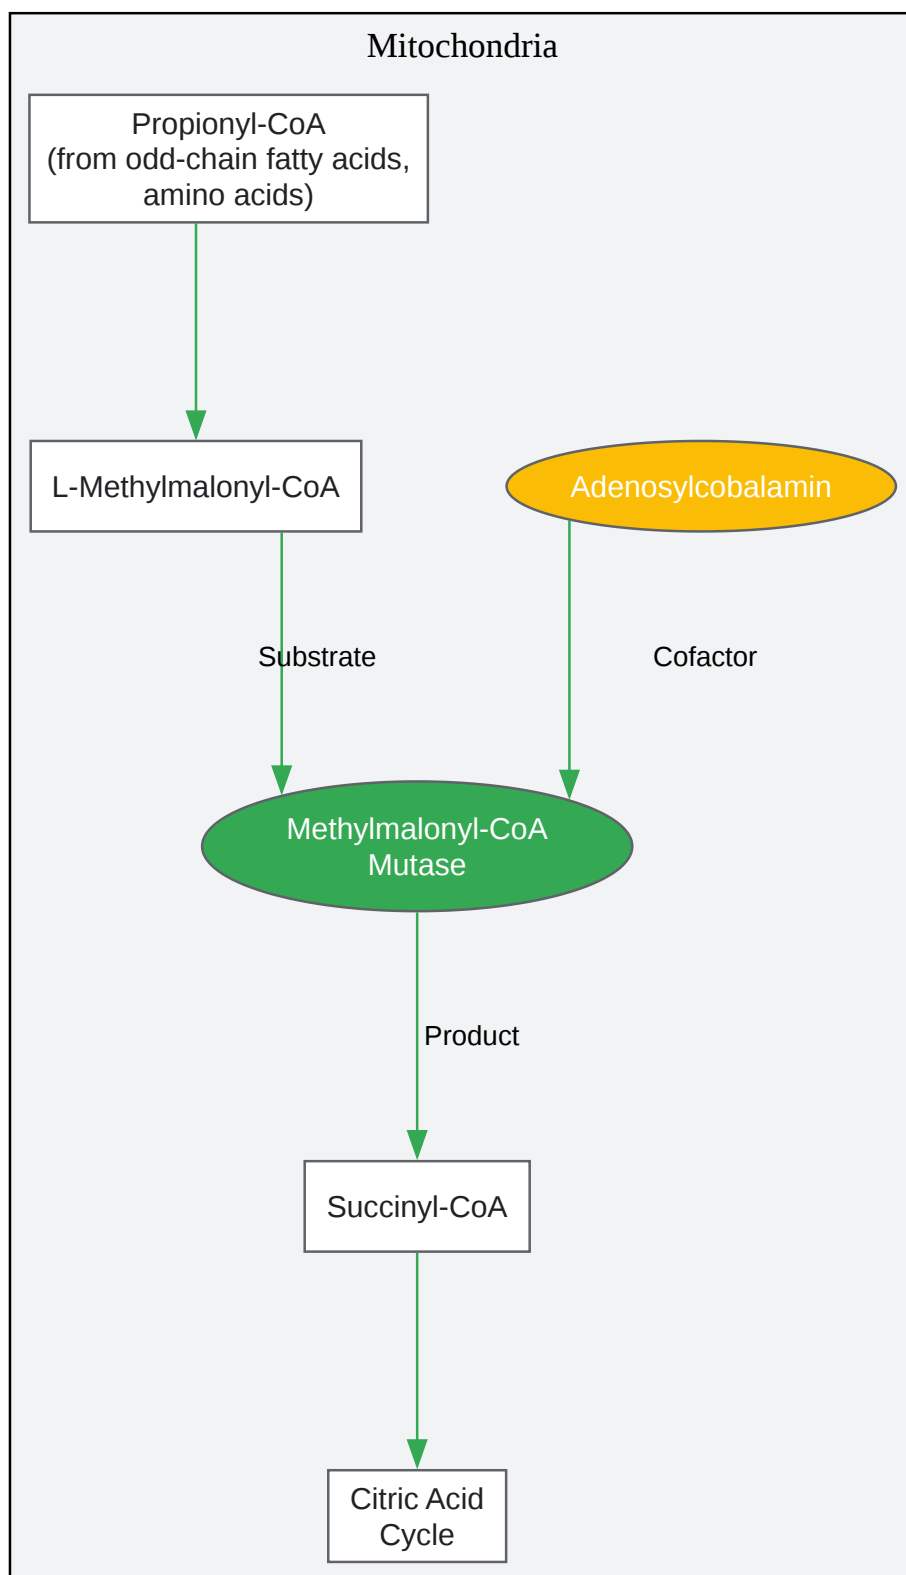 Mitochondria
Propionyl-CoA
(from odd-chain fatty acids,
amino acids)
L-Methylmalonyl-CoA
Adenosylcobalamin
Substrate
Cofactor
Methylmalonyl-CoA
Mutase
Product
Succinyl-CoA
Citric Acid
Cycle